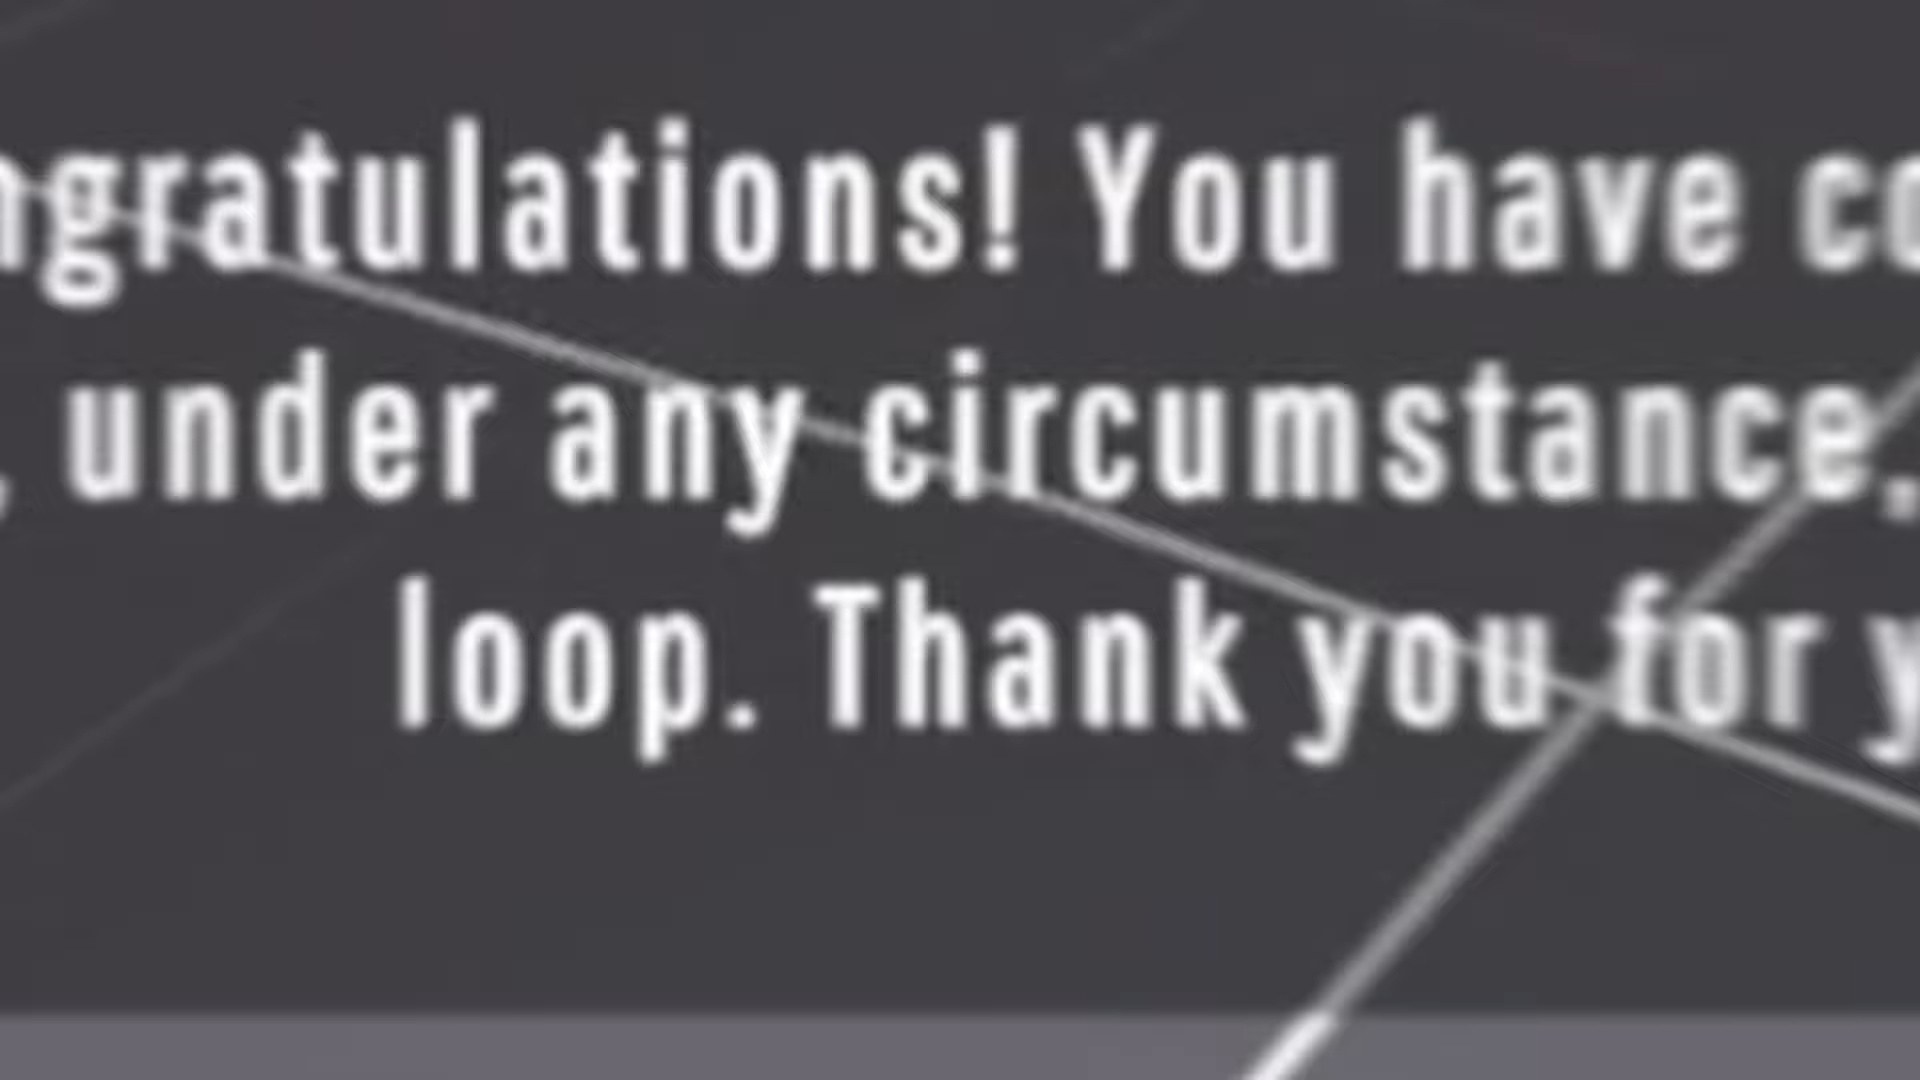 ngratulations! You have co
, under any circumstance.
loop. Thank you for y